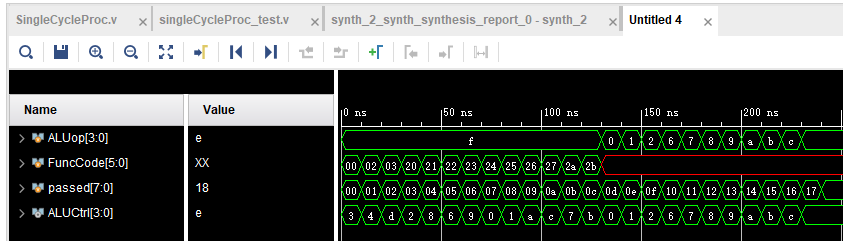 SingleCycleProc.v × singleCycleProc_test.v × synth_2_synth_synthesis_report_0 - synth_2 × Untitled 4 ×
Name Value 0 ns 50 ns 100 ns 150 ns 200 ns
ALUop[3:0] e f 0 1 2 6 7 8 9 a b c
FuncCode[5:0] XX 00 02 03 20 21 22 23 24 25 26 27 2a 2b
passed[7:0] 18 00 01 02 03 04 05 06 07 08 09 0a 0b 0c 0d 0e 0f 10 11 12 13 14 15 16 17
ALUCtrl[3:0] e 3 4 d 2 8 6 9 0 1 a c 7 b 0 1 2 6 7 8 9 a b c